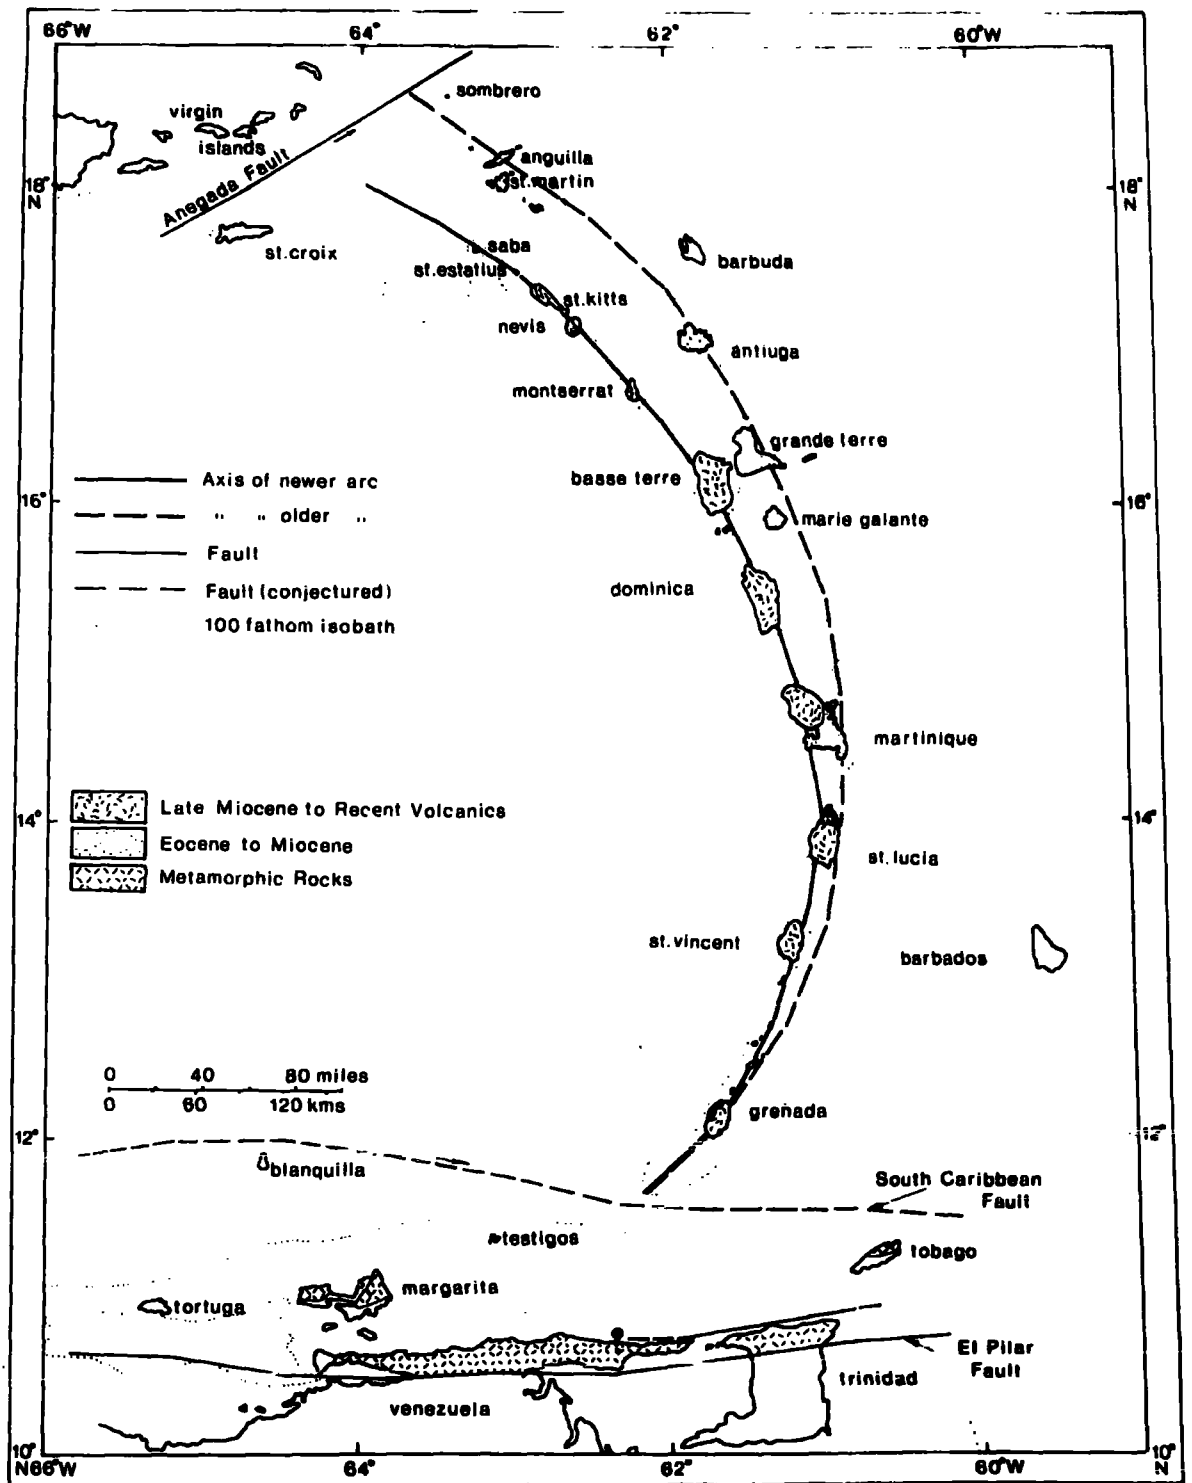 66°W 64° 62° 60°W
sombrero
virgin
islands
anguilla
st.martin
Anegada Fault
18°
N
18°
N
st.croix
saba
st.estatius
barbuda
st.kitts
nevis
antiuga
montserrat
grande terre
basse terre
Axis of newer arc
" " older "
16°
16°
marie galante
Fault
Fault (conjectured)
dominica
100 fathom isobath
martinique
Late Miocene to Recent Volcanics
14°
14°
Eocene to Miocene
st.lucia
Metamorphic Rocks
st.vincent
barbados
0 40 80 miles
0 60 120 kms
grenada
12°
12°
blanquilla
South Caribbean
Fault
testigos
tobago
margarita
tortuga
El Pilar
Fault
trinidad
venezuela
10°
N
66°W 64° 62° 60°W
10°
N